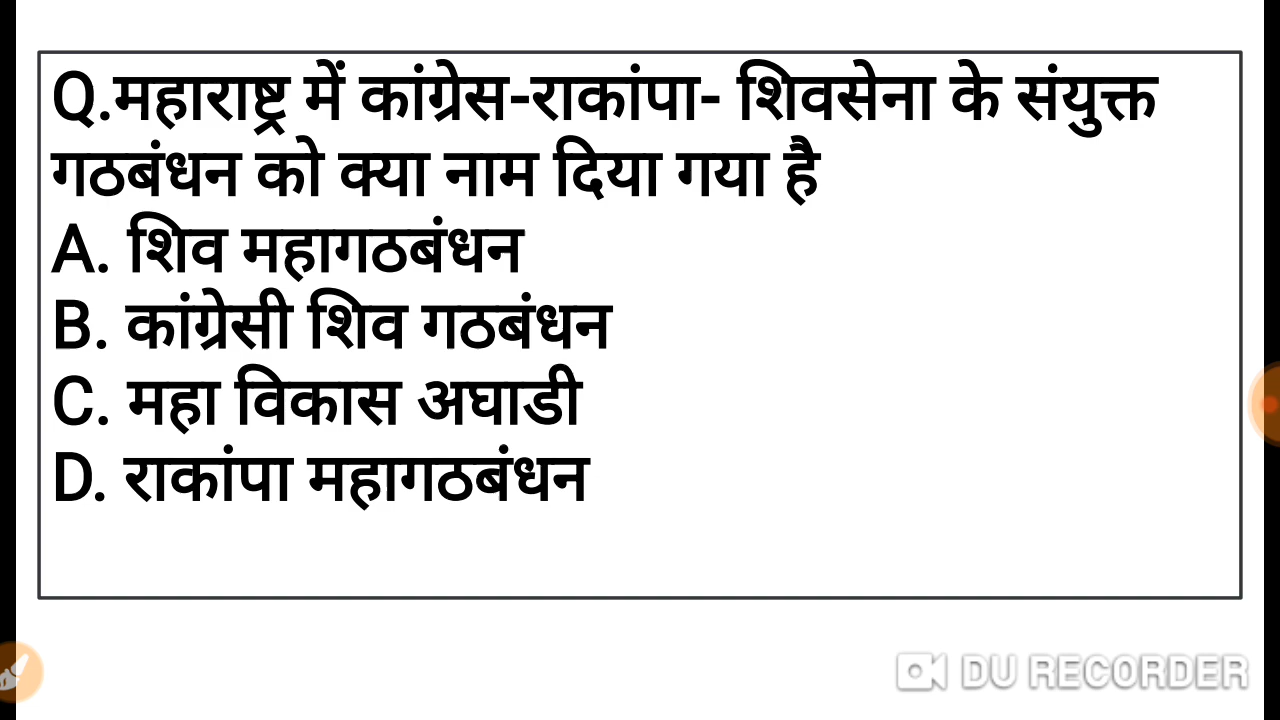 Q.महाराष्ट्र में कांग्रेस-राकांपा- शिवसेना के संयुक्त
गठबंधन को क्या नाम दिया गया है
A. शिव महागठबंधन
B. कांग्रेसी शिव गठबंधन
C. महा विकास अघाडी
D. राकांपा महागठबंधन
DU RECORDER